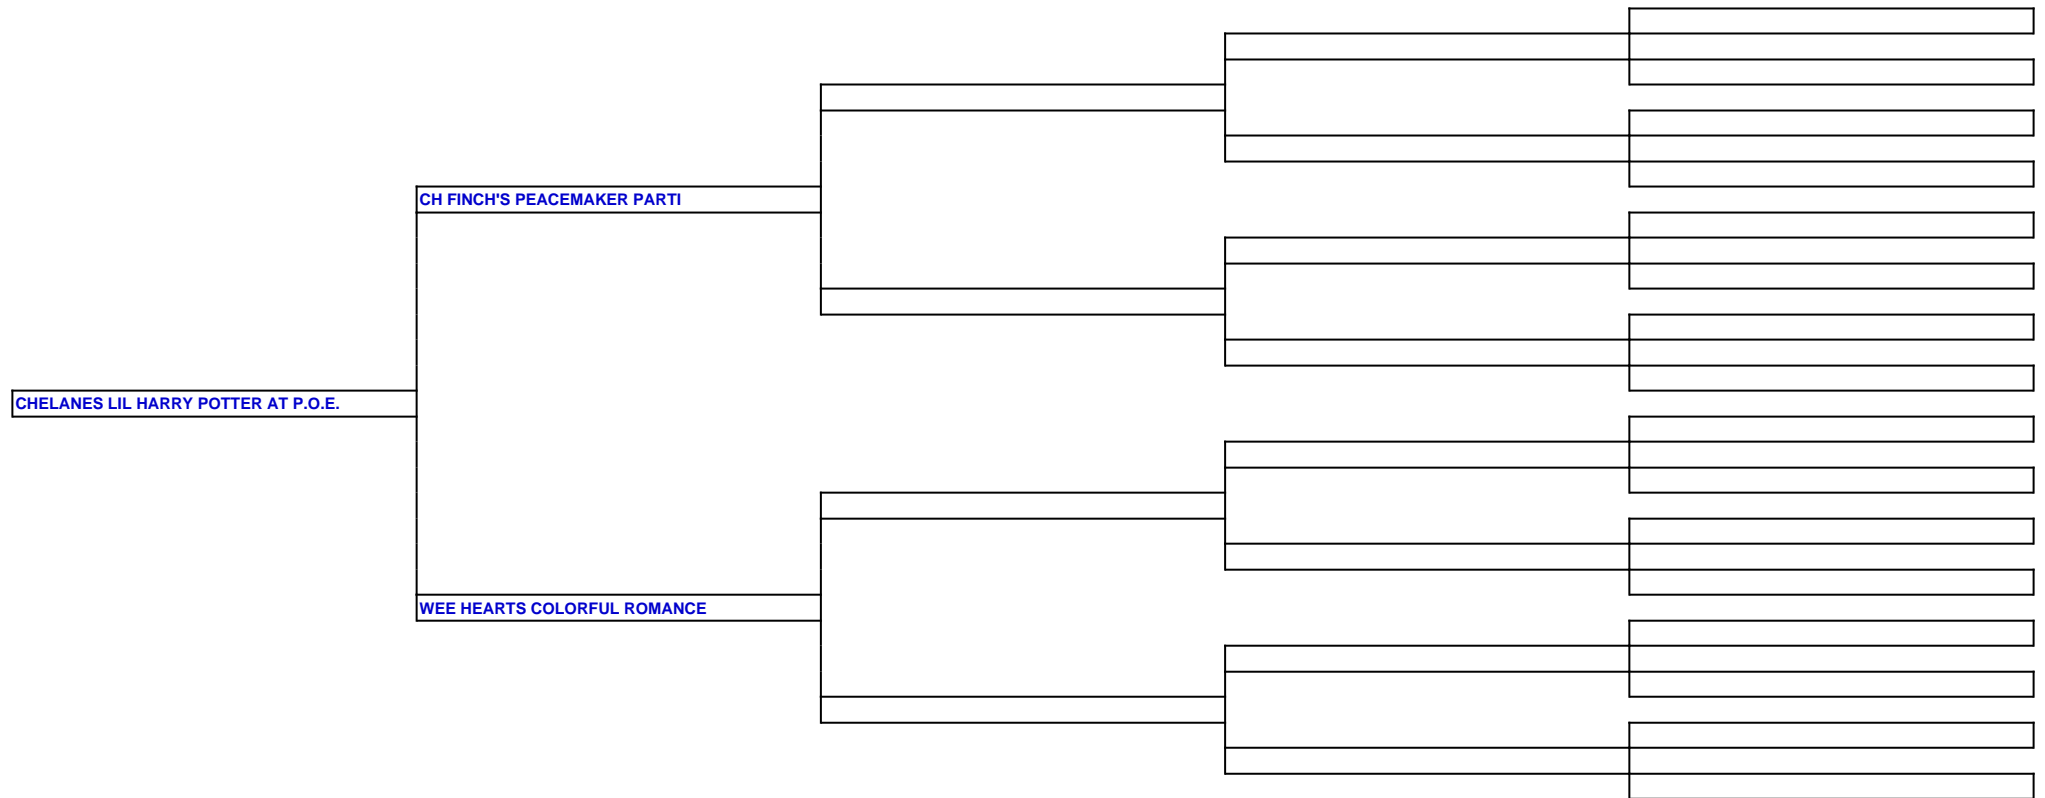 CH FINCH'S PEACEMAKER PARTI
CHELANES LIL HARRY POTTER AT P.O.E.
WEE HEARTS COLORFUL ROMANCE